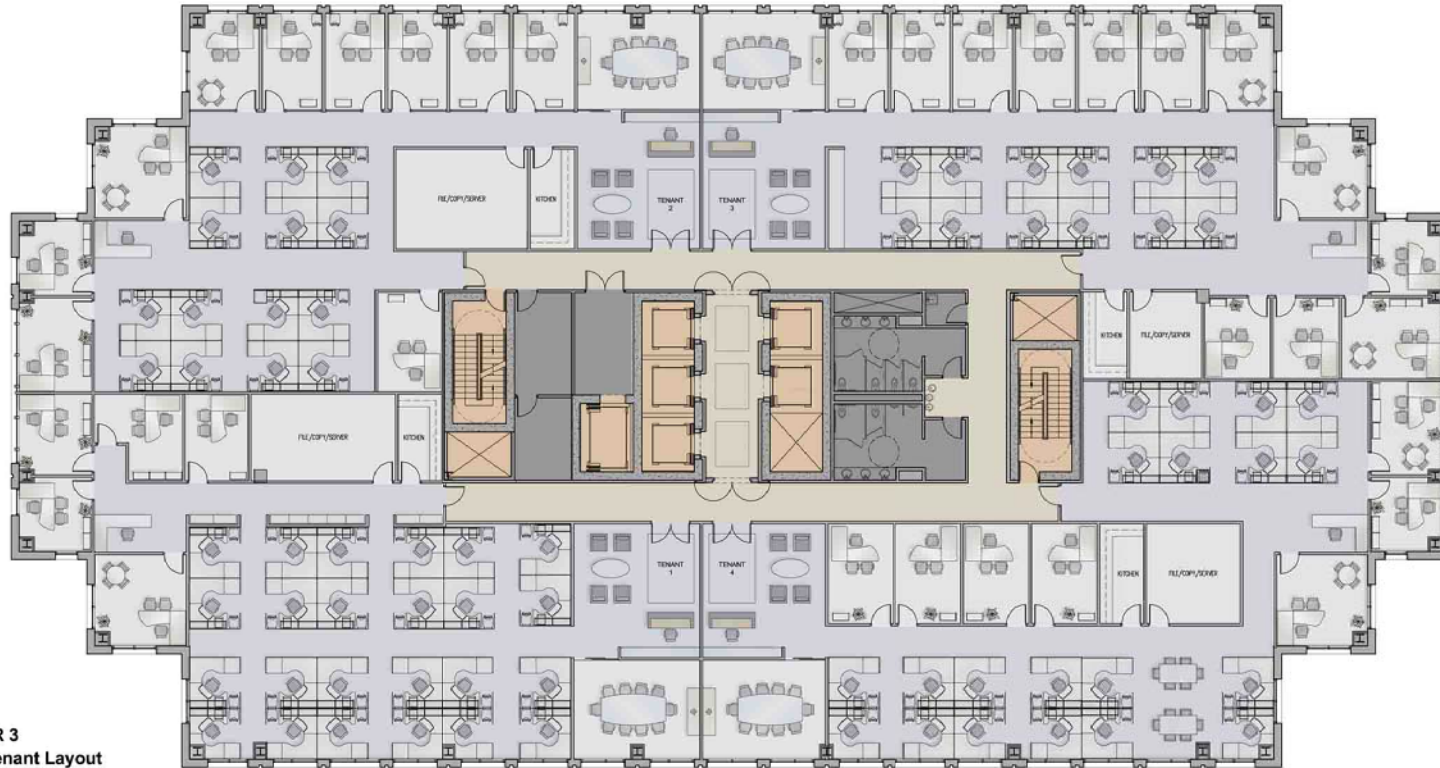 FILE/COPY/SERVER
KITCHEN
TENANT
2
TENANT
3
KITCHEN
FILE/COPY/SERVER
FILE/COPY/SERVER
KITCHEN
TENANT
1
TENANT
4
KITCHEN
FILE/COPY/SERVER
R 3
enant Layout